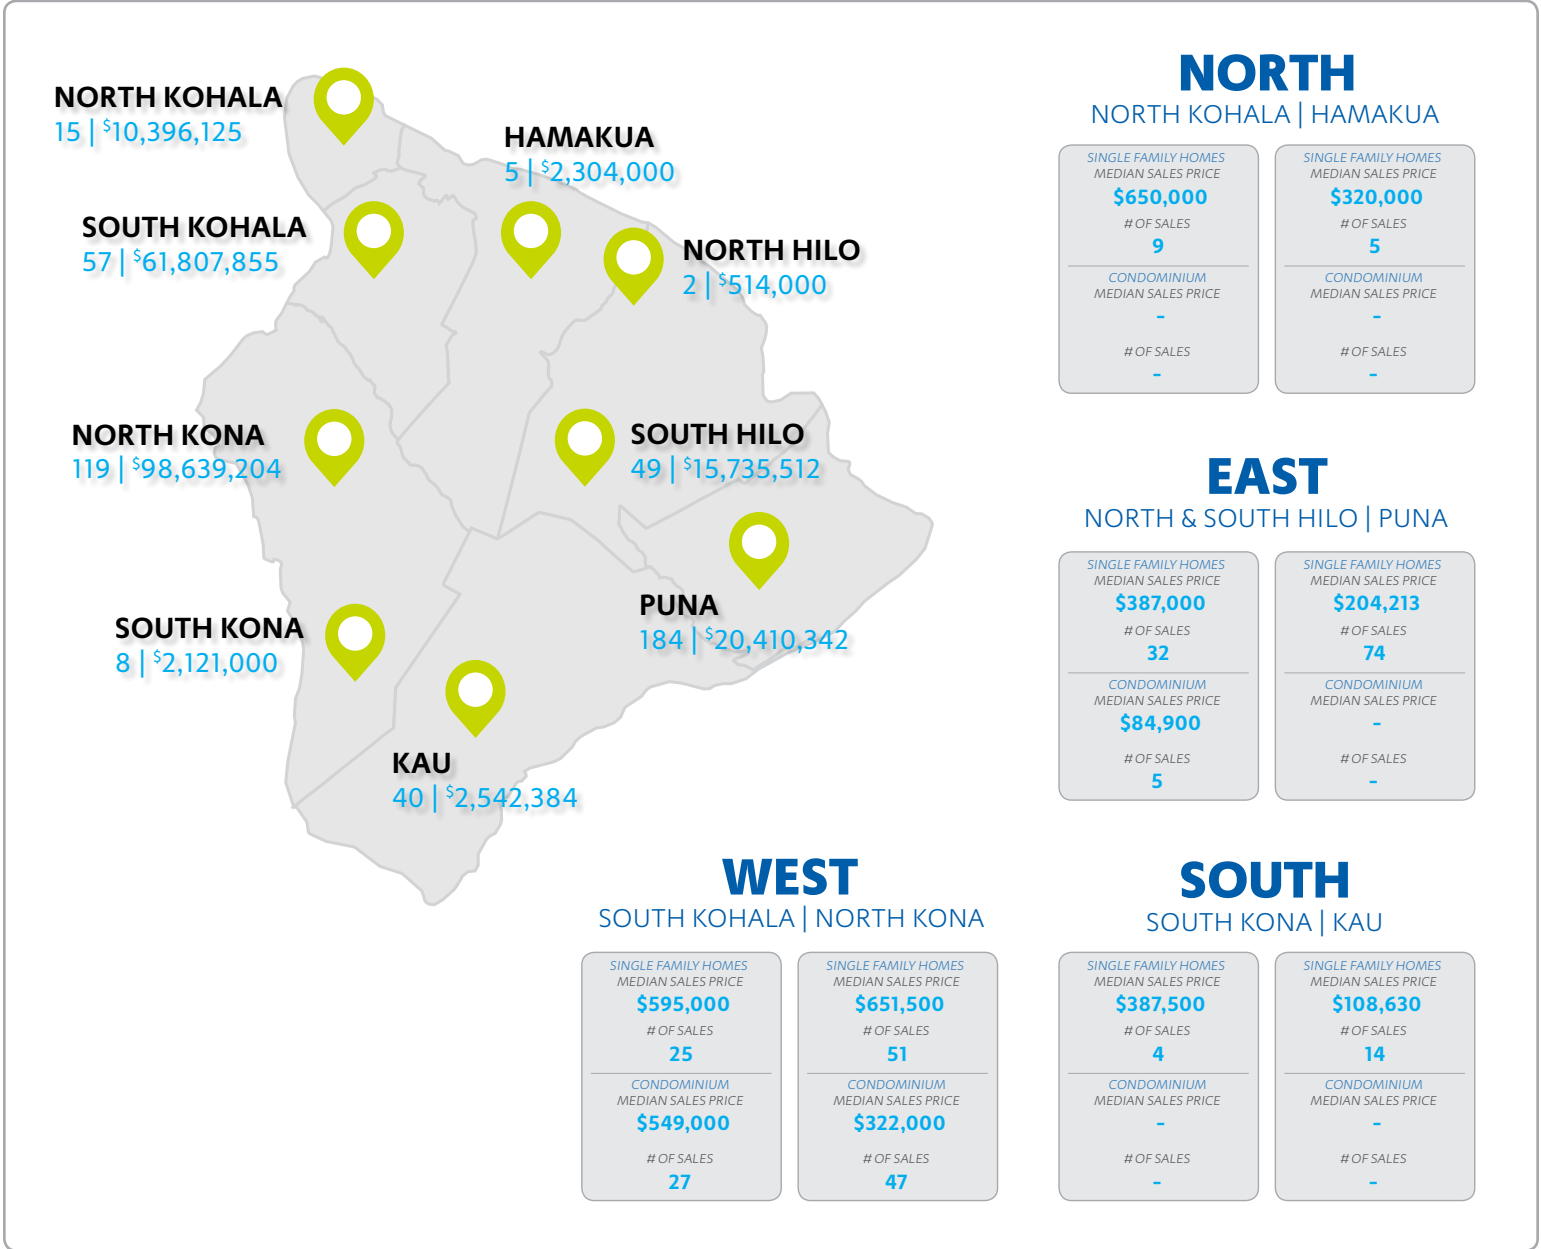 NORTH KOHALA
15 | $10,396,125
HAMAKUA
5 | $2,304,000
SOUTH KOHALA
57 | $61,807,855
NORTH HILO
2 | $514,000
NORTH KONA
119 | $98,639,204
SOUTH HILO
49 | $15,735,512
PUNA
184 | $20,410,342
SOUTH KONA
8 | $2,121,000
KAU
40 | $2,542,384
NORTH
NORTH KOHALA | HAMAKUA
SINGLE FAMILY HOMES
MEDIAN SALES PRICE
$650,000
# OF SALES
9
CONDOMINIUM
MEDIAN SALES PRICE
-
# OF SALES
-
SINGLE FAMILY HOMES
MEDIAN SALES PRICE
$320,000
# OF SALES
5
CONDOMINIUM
MEDIAN SALES PRICE
-
# OF SALES
-
EAST
NORTH & SOUTH HILO | PUNA
SINGLE FAMILY HOMES
MEDIAN SALES PRICE
$387,000
# OF SALES
32
CONDOMINIUM
MEDIAN SALES PRICE
$84,900
# OF SALES
5
SINGLE FAMILY HOMES
MEDIAN SALES PRICE
$204,213
# OF SALES
74
CONDOMINIUM
MEDIAN SALES PRICE
-
# OF SALES
-
WEST
SOUTH KOHALA | NORTH KONA
SINGLE FAMILY HOMES
MEDIAN SALES PRICE
$595,000
# OF SALES
25
CONDOMINIUM
MEDIAN SALES PRICE
$549,000
# OF SALES
27
SINGLE FAMILY HOMES
MEDIAN SALES PRICE
$651,500
# OF SALES
51
CONDOMINIUM
MEDIAN SALES PRICE
$322,000
# OF SALES
47
SOUTH
SOUTH KONA | KAU
SINGLE FAMILY HOMES
MEDIAN SALES PRICE
$387,500
# OF SALES
4
CONDOMINIUM
MEDIAN SALES PRICE
-
# OF SALES
-
SINGLE FAMILY HOMES
MEDIAN SALES PRICE
$108,630
# OF SALES
14
CONDOMINIUM
MEDIAN SALES PRICE
-
# OF SALES
-